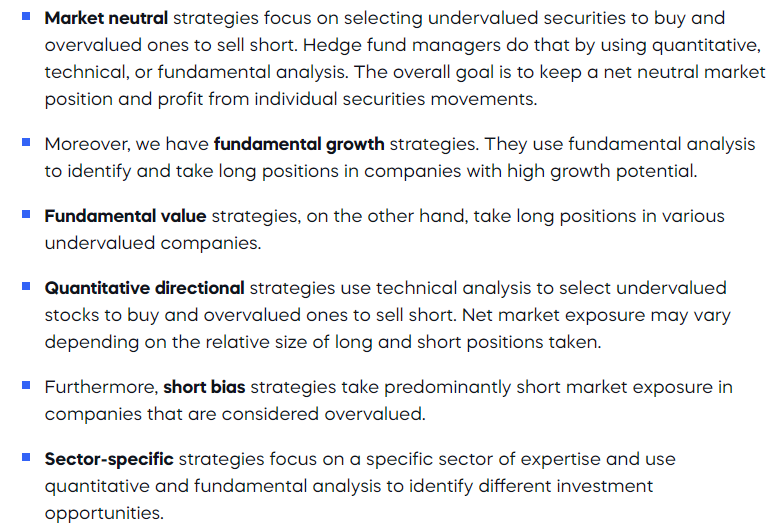 Market neutral strategies focus on selecting undervalued securities to buy and
overvalued ones to sell short. Hedge fund managers do that by using quantitative,
technical, or fundamental analysis. The overall goal is to keep a net neutral market
position and profit from individual securities movements.
Moreover, we have fundamental growth strategies. They use fundamental analysis
to identify and take long positions in companies with high growth potential.
Fundamental value strategies, on the other hand, take long positions in various
undervalued companies.
Quantitative directional strategies use technical analysis to select undervalued
stocks to buy and overvalued ones to sell short. Net market exposure may vary
depending on the relative size of long and short positions taken.
Furthermore, short bias strategies take predominantly short market exposure in
companies that are considered overvalued.
Sector-specific strategies focus on a specific sector of expertise and use
quantitative and fundamental analysis to identify different investment
opportunities.